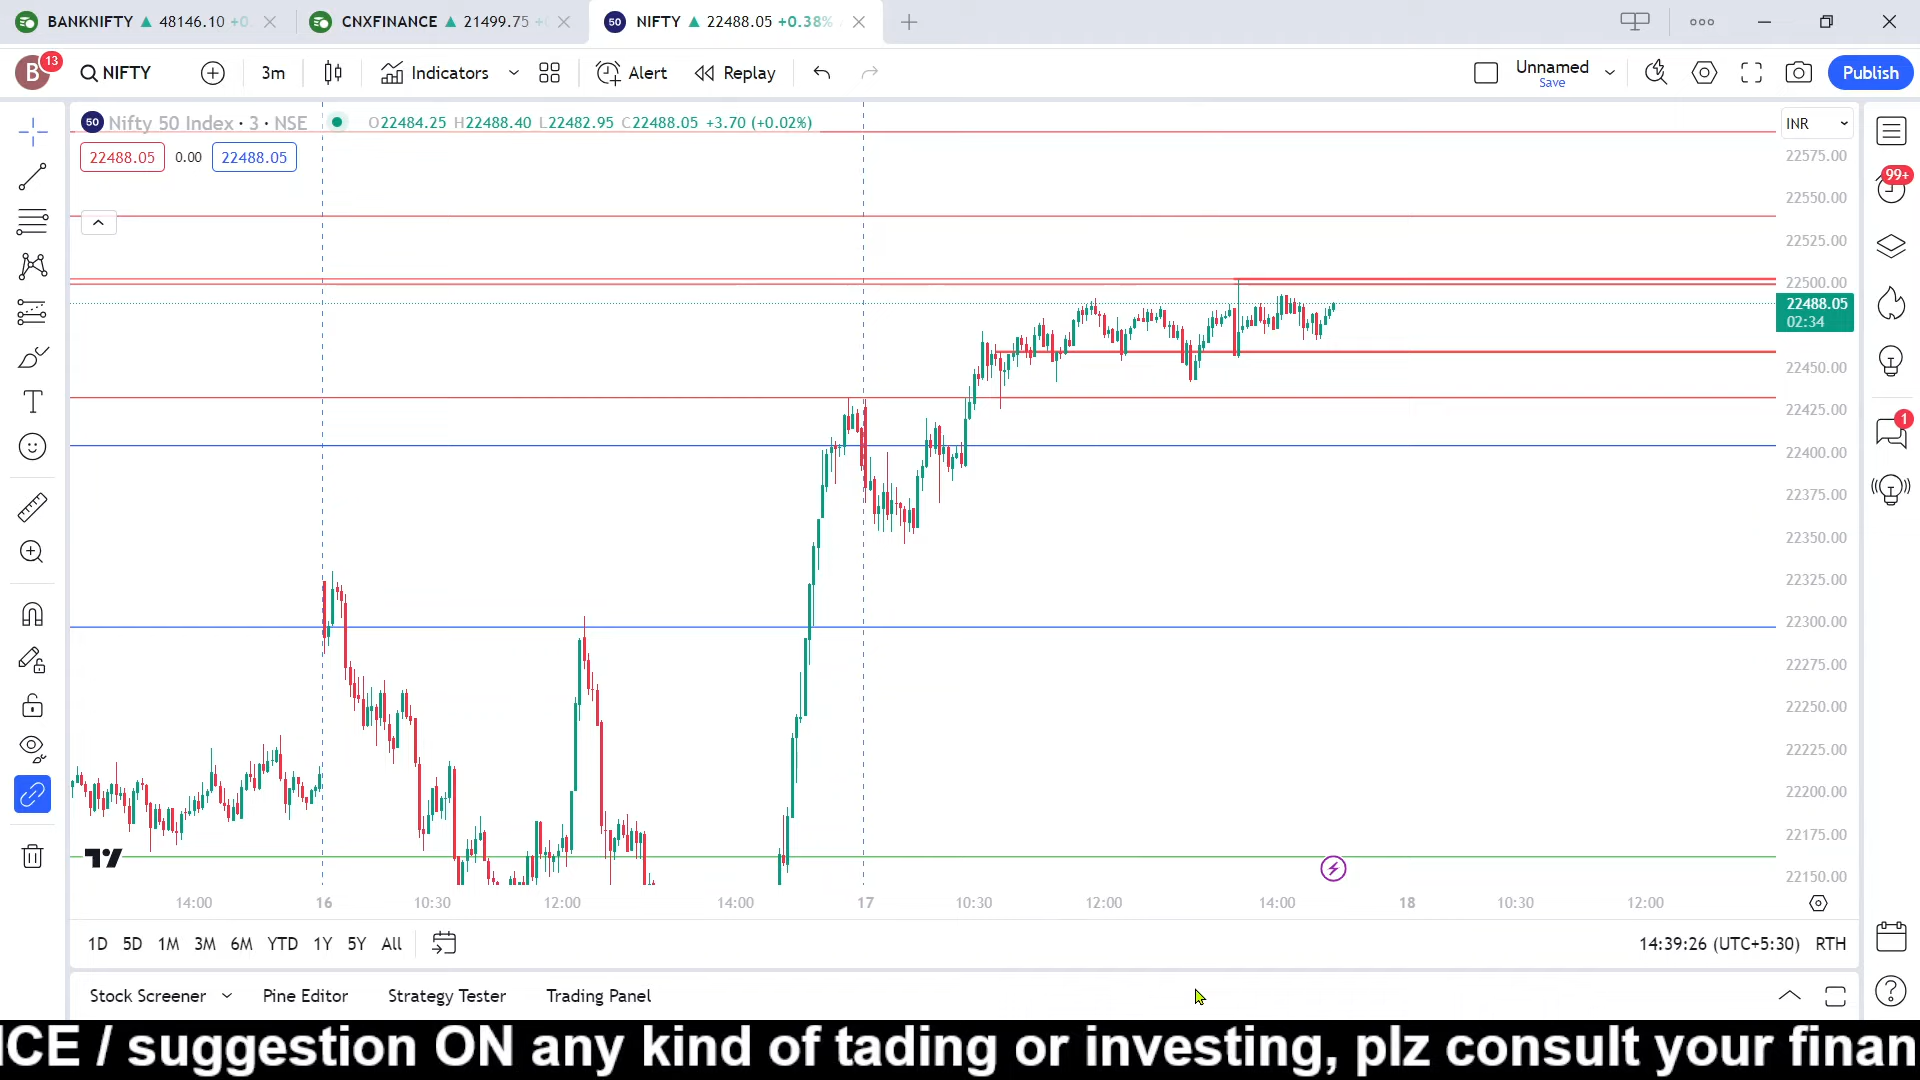 BANKNIFTY ▲ 48146.10 +0
CNXFINANCE ▲ 21499.75 +0
50 NIFTY ▲ 22488.05 +0.38%
B 13 NIFTY 3m Indicators Alert Replay Unnamed Save Publish
50 Nifty 50 Index · 3 · NSE O22484.25 H22488.40 L22482.95 C22488.05 +3.70 (+0.02%) INR
22488.05 0.00 22488.05
22575.00
22550.00
22525.00
22500.00
22488.05
02:34
22450.00
22425.00
22400.00
22375.00
22350.00
22325.00
22300.00
22275.00
22250.00
22225.00
22200.00
22175.00
22150.00
99+
1
14:00 16 10:30 12:00 14:00 17 10:30 12:00 14:00 18 10:30 12:00
1D 5D 1M 3M 6M YTD 1Y 5Y All 14:39:26 (UTC+5:30) RTH
Stock Screener Pine Editor Strategy Tester Trading Panel
ICE / suggestion ON any kind of tading or investing, plz consult your finan